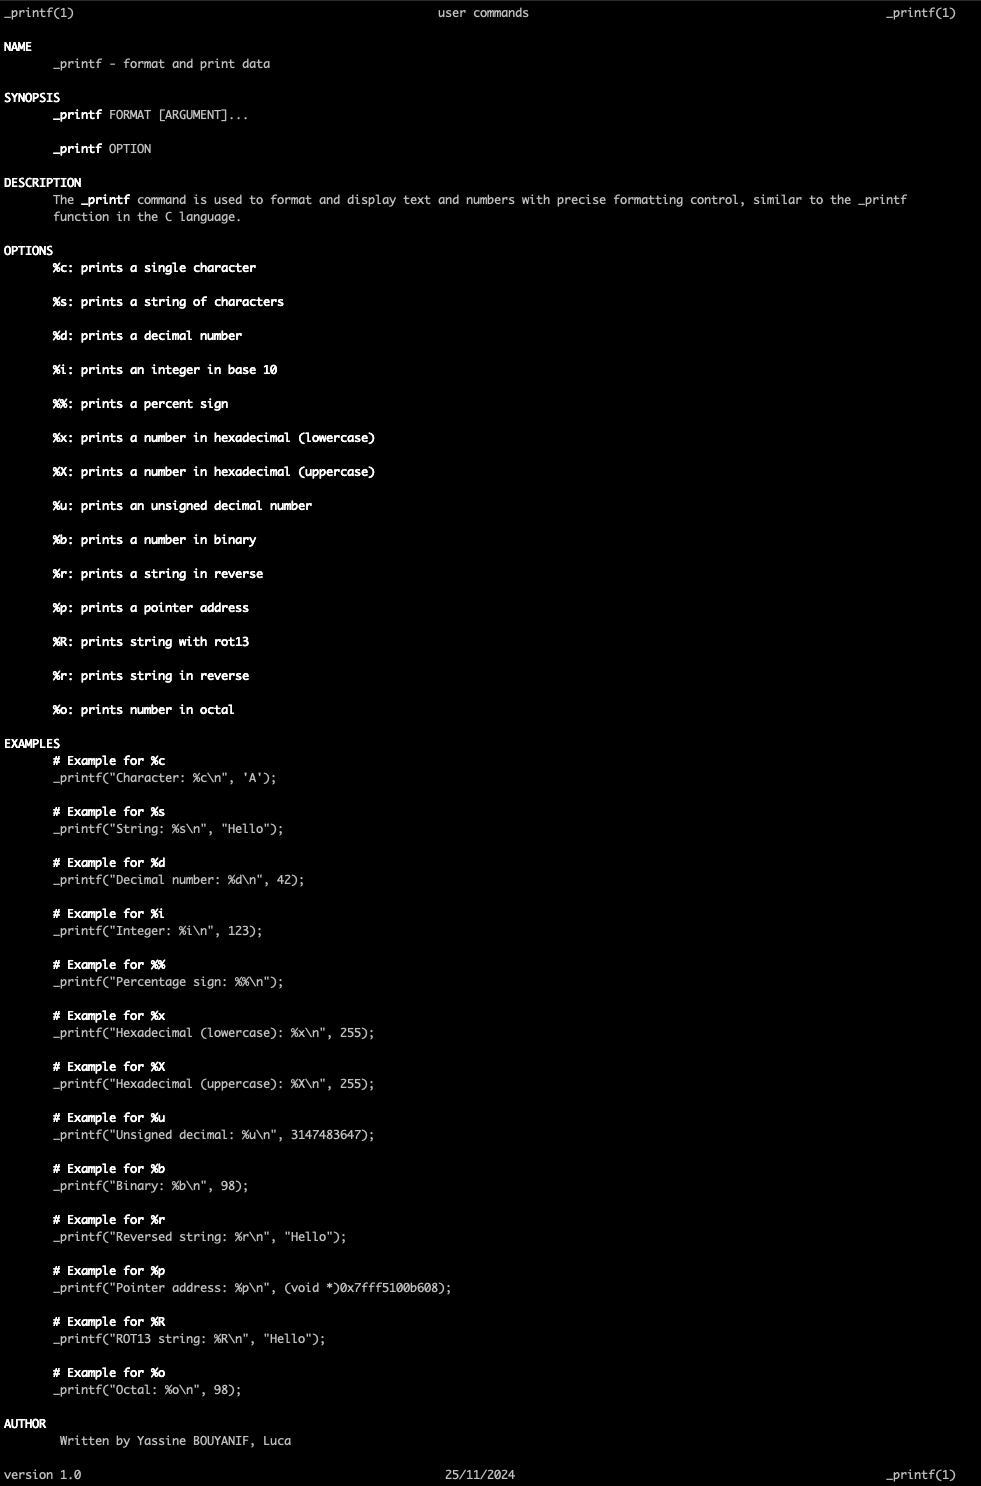 _printf(1) user commands _printf(1)
NAME
_printf - format and print data
SYNOPSIS
_printf FORMAT [ARGUMENT]...
_printf OPTION
DESCRIPTION
The _printf command is used to format and display text and numbers with precise formatting control, similar to the _printf
function in the C language.
OPTIONS
%c: prints a single character
%s: prints a string of characters
%d: prints a decimal number
%i: prints an integer in base 10
%%: prints a percent sign
%x: prints a number in hexadecimal (lowercase)
%X: prints a number in hexadecimal (uppercase)
%u: prints an unsigned decimal number
%b: prints a number in binary
%r: prints a string in reverse
%p: prints a pointer address
%R: prints string with rot13
%r: prints string in reverse
%o: prints number in octal
EXAMPLES
# Example for %c
_printf("Character: %c\n", 'A');
# Example for %s
_printf("String: %s\n", "Hello");
# Example for %d
_printf("Decimal number: %d\n", 42);
# Example for %i
_printf("Integer: %i\n", 123);
# Example for %%
_printf("Percentage sign: %%\n");
# Example for %x
_printf("Hexadecimal (lowercase): %x\n", 255);
# Example for %X
_printf("Hexadecimal (uppercase): %X\n", 255);
# Example for %u
_printf("Unsigned decimal: %u\n", 3147483647);
# Example for %b
_printf("Binary: %b\n", 98);
# Example for %r
_printf("Reversed string: %r\n", "Hello");
# Example for %p
_printf("Pointer address: %p\n", (void *)0x7fff5100b608);
# Example for %R
_printf("ROT13 string: %R\n", "Hello");
# Example for %o
_printf("Octal: %o\n", 98);
AUTHOR
Written by Yassine BOUYANIF, Luca
version 1.0 25/11/2024 _printf(1)